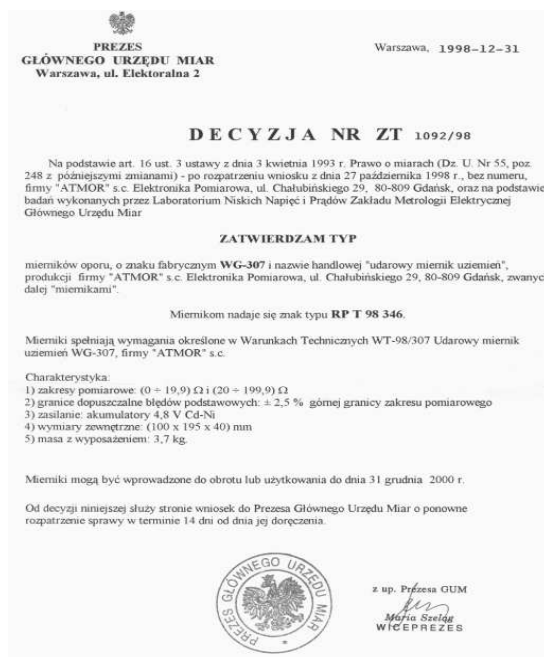 PREZES
GŁÓWNEGO URZĘDU MIAR
Warszawa, ul. Elektoralna 2
Warszawa, 1998-12-31
DECYZJA NR ZT 1092/98
Na podstawie art. 16 ust. 3 ustawy z dnia 3 kwietnia 1993 r. Prawo o miarach (Dz. U. Nr 55, poz
248 z późniejszymi zmianami) - po rozpatrzeniu wniosku z dnia 27 października 1998 r., bez numeru,
firmy "ATMOR" s.c. Elektronika Pomiarowa, ul. Chałubińskiego 29, 80-809 Gdańsk, oraz na podstawie
badań wykonanych przez Laboratorium Niskich Napięć i Prądów Zakładu Metrologii Elektrycznej
Głównego Urzędu Miar
ZATWIERDZAM TYP
mierników oporu, o znaku fabrycznym WG-307 i nazwie handlowej "udarowy miernik uziemień",
produkcji firmy "ATMOR" s.c. Elektronika Pomiarowa, ul. Chałubińskiego 29, 80-809 Gdańsk, zwanych
dalej "miernikami".
Miernikom nadaje się znak typu RP T 98 346.
Mierniki spełniają wymagania określone w Warunkach Technicznych WT-98/307 Udarowy miernik
uziemień WG-307, firmy "ATMOR" s.c.
Charakterystyka:
1) zakresy pomiarowe: (0 ÷ 19,9) Ω i (20 ÷ 199,9) Ω
2) granice dopuszczalne błędów podstawowych: ± 2,5 % górnej granicy zakresu pomiarowego
3) zasilanie: akumulatory 4,8 V Cd-Ni
4) wymiary zewnętrzne: (100 x 195 x 40) mm
5) masa z wyposażeniem: 3,7 kg.
Mierniki mogą być wprowadzone do obrotu lub użytkowania do dnia 31 grudnia 2000 r.
Od decyzji niniejszej służy stronie wniosek do Prezesa Głównego Urzędu Miar o ponowne
rozpatrzenie sprawy w terminie 14 dni od dnia jej doręczenia.
PREZES GŁÓWNEGO URZĘDU MIAR
z up. Prezesa GUM
Maria Szeląg
WICEPREZES